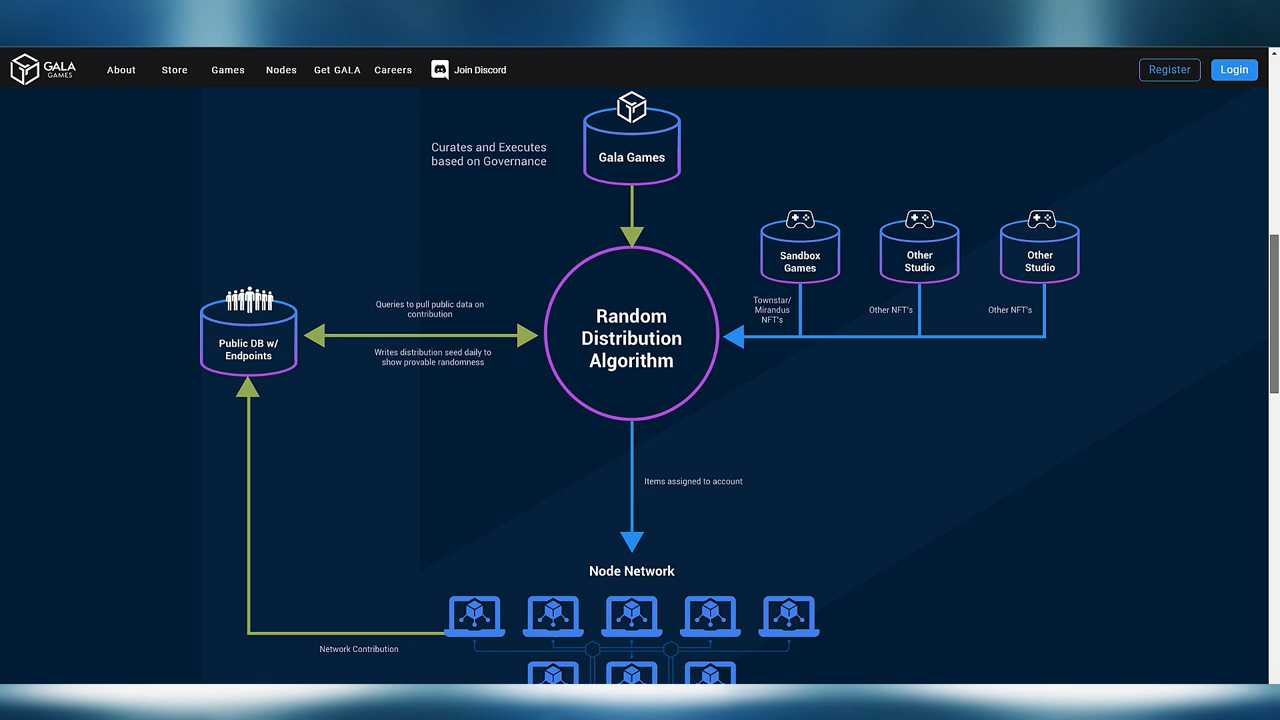 GALA
GAMES
About
Store
Games
Nodes
Get GALA
Careers
Join Discord
Register
Login
Curates and Executes
based on Governance
Gala Games
Sandbox
Games
Other
Studio
Other
Studio
Townstar/
Mirandus
NFT's
Other NFT's
Other NFT's
Queries to pull public data on
contribution
Public DB w/
Endpoints
Writes distribution seed daily to
show provable randomness
Random
Distribution
Algorithm
Items assigned to account
Node Network
Network Contribution